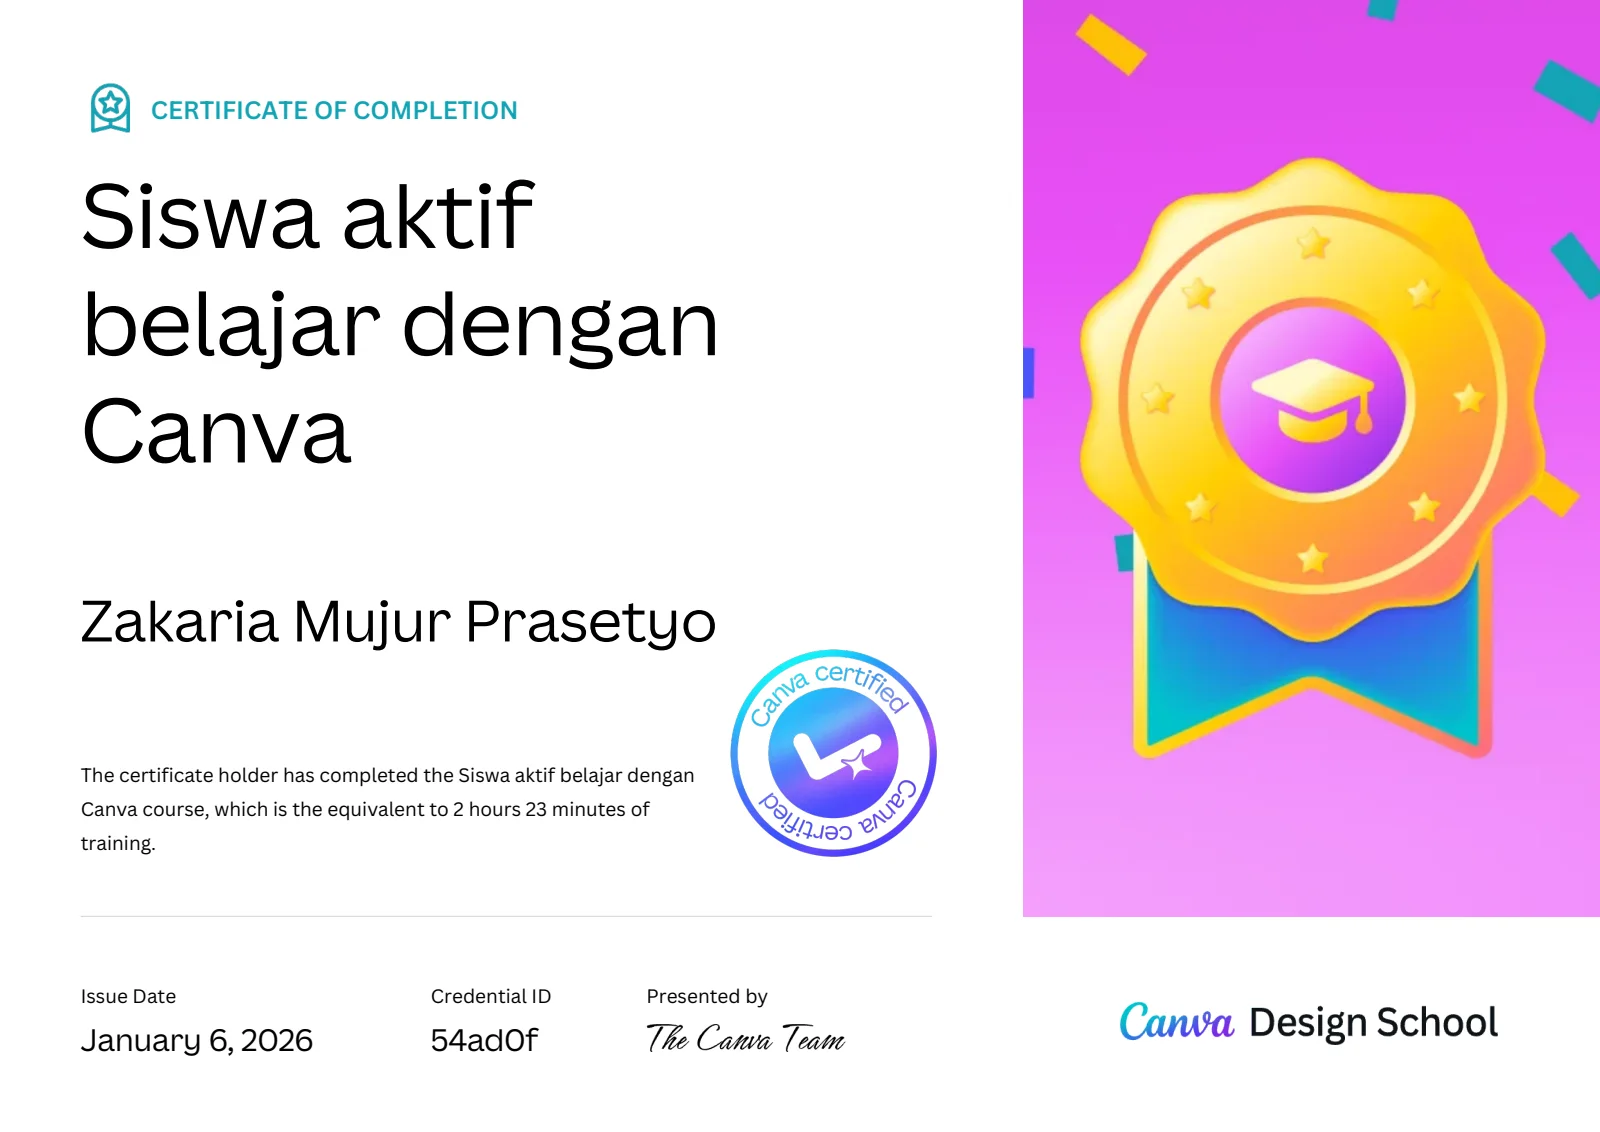 CERTIFICATE OF COMPLETION
Siswa aktif
belajar dengan
Canva
Zakaria Mujur Prasetyo
Canva certified
Canva certified
The certificate holder has completed the Siswa aktif belajar dengan
Canva course, which is the equivalent to 2 hours 23 minutes of
training.
Issue Date
January 6, 2026
Credential ID
54ad0f
Presented by
The Canva Team
Canva Design School